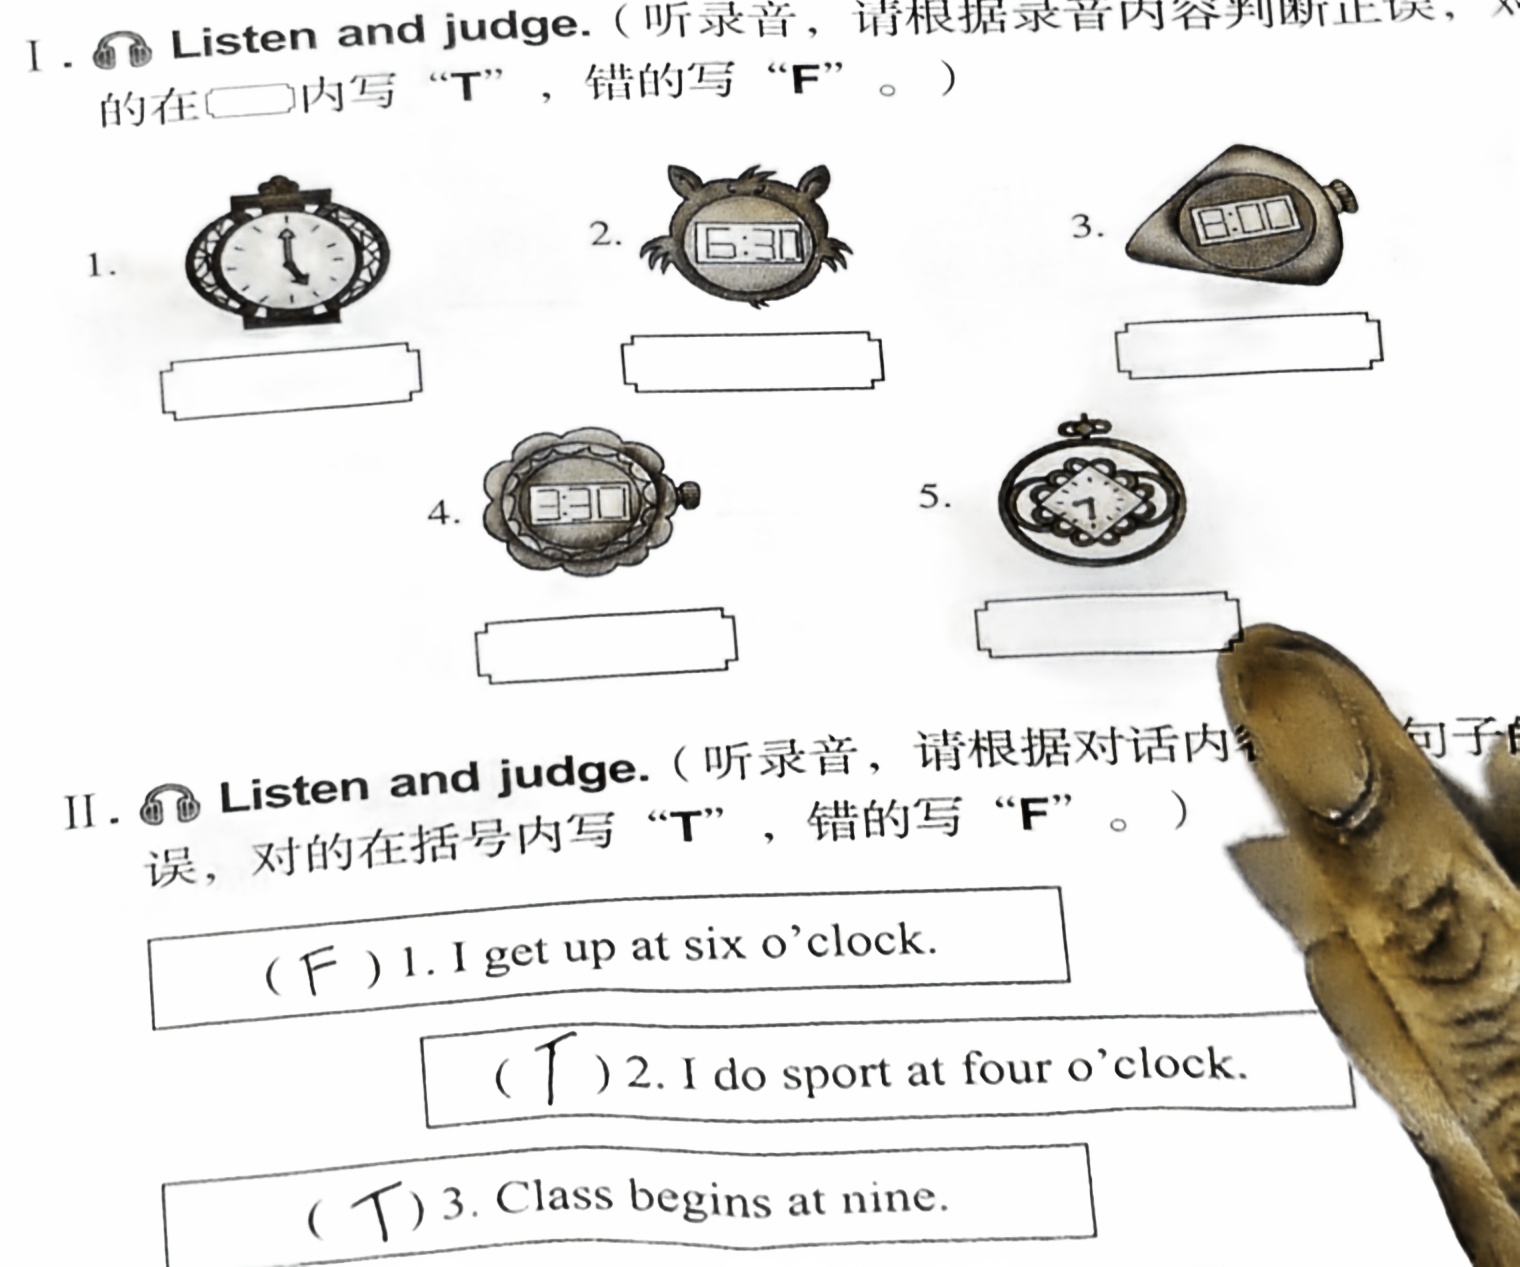 I. Listen and judge.（听录音，请根据录音内容判断正误，对
的在 内写“T”，错的写“F”。）
1. 2. 6:30 3. 8:00
4. 3:30 5.
II. Listen and judge.（听录音，请根据对话内 句子的
误，对的在括号内写“T”，错的写“F”。）
( F ) 1. I get up at six o’clock.
( T ) 2. I do sport at four o’clock.
( T ) 3. Class begins at nine.